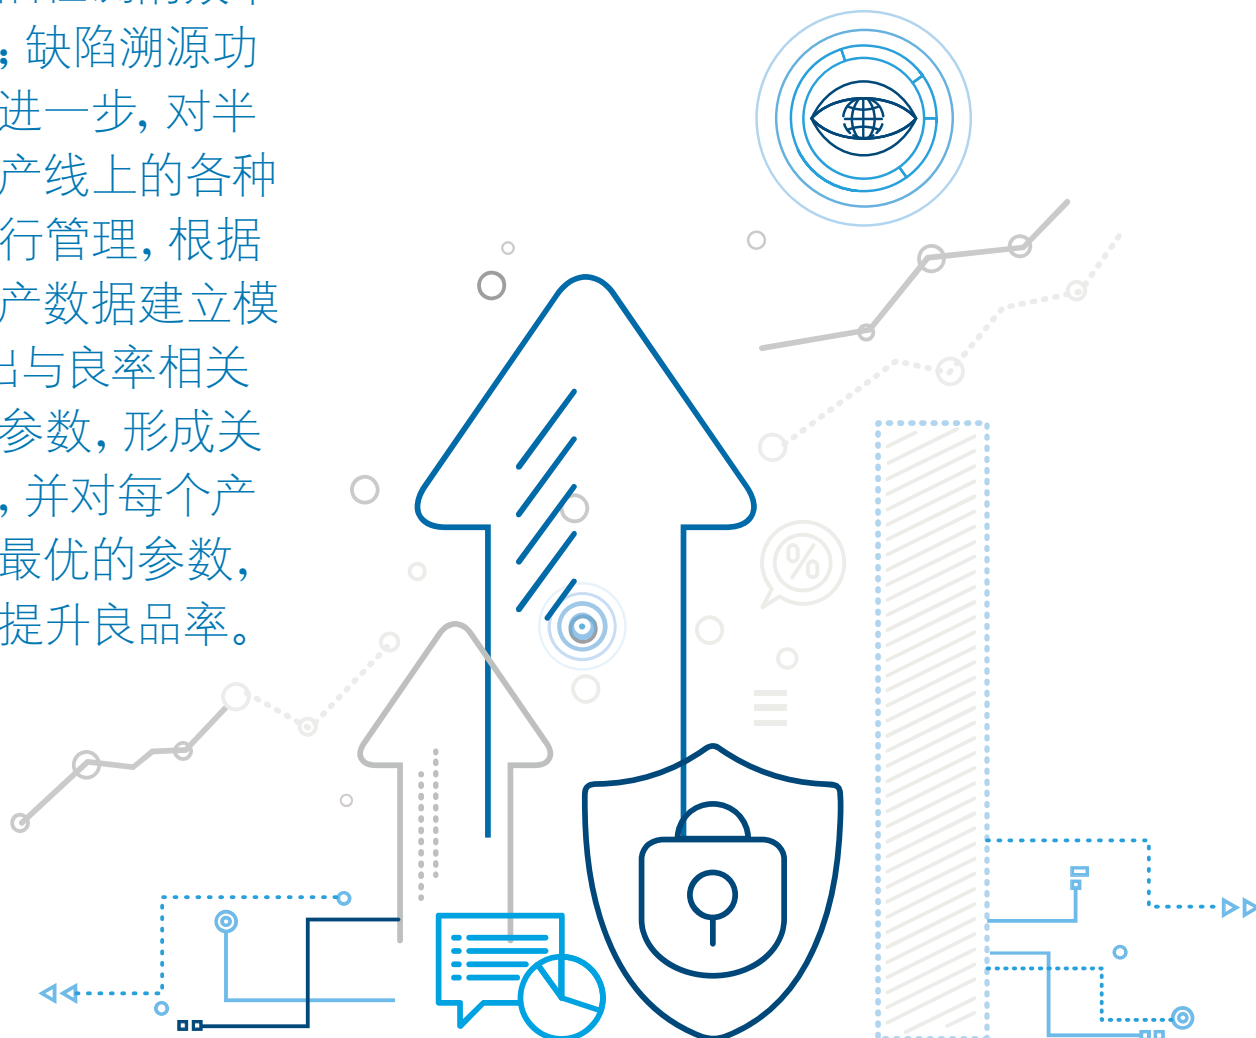 ；缺陷溯源功
进一步，对半
产线上的各种
行管理，根据
产数据建立模
出与良率相关
参数，形成关
，并对每个产
最优的参数，
提升良品率。
%